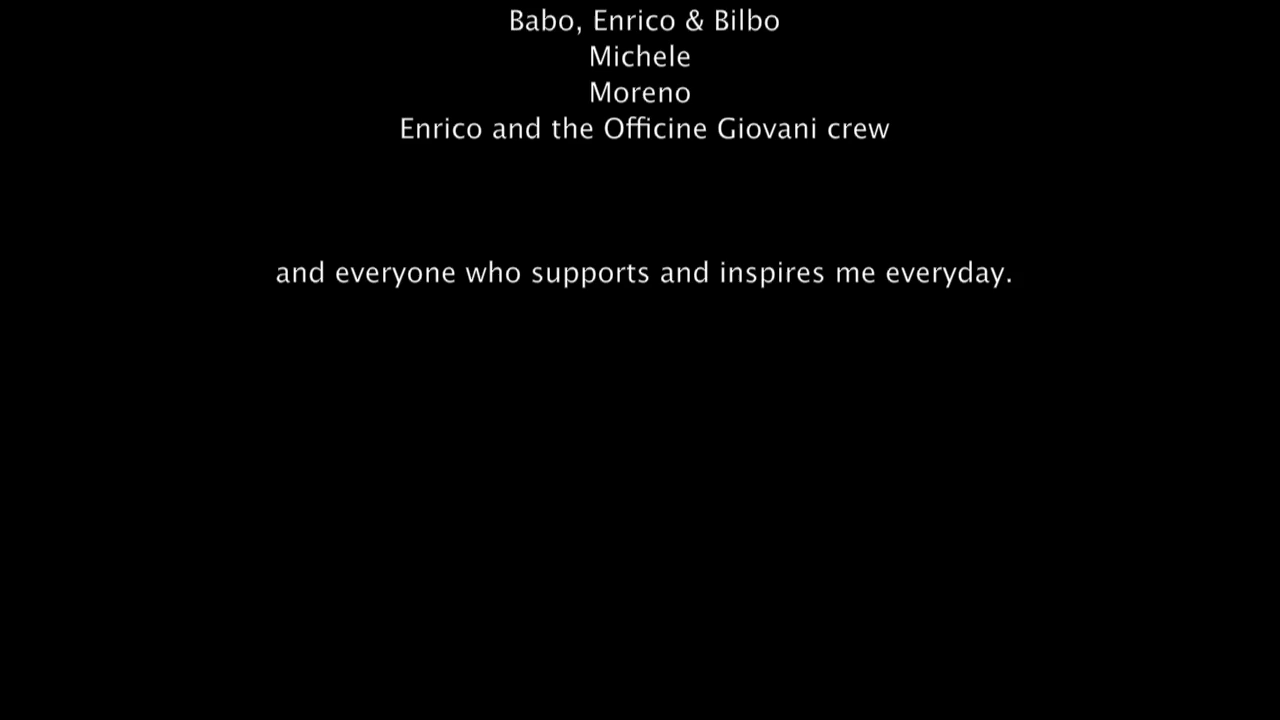 Babo, Enrico & Bilbo
Michele
Moreno
Enrico and the Officine Giovani crew
and everyone who supports and inspires me everyday.